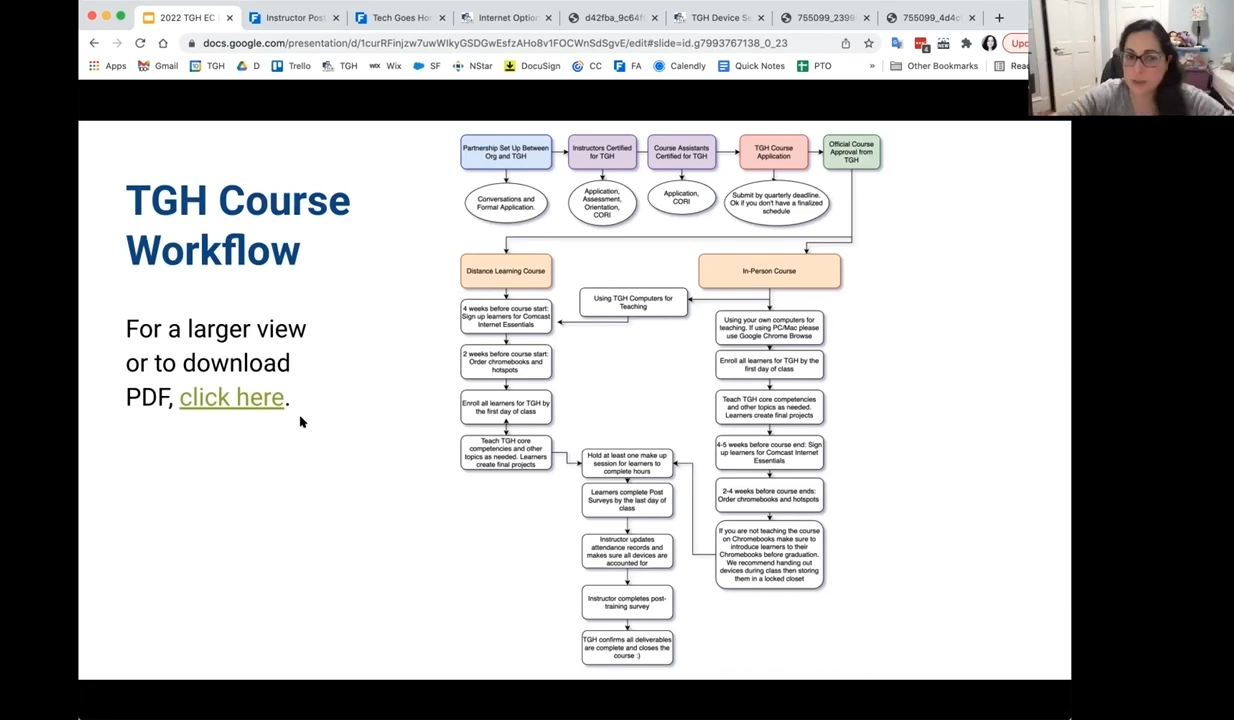 2022 TGH EC
Instructor Pos
Tech Goes Ho
Internet Option
d42fba_9c64f
TGH Device Se
755099_2399
755099_4d4c
docs.google.com/presentation/d/1curRFinjzw7uwWIkyGSDGwEsfzAHo8v1FOCWnSdSgvE/edit#slide=id.g7993767138_0_23
Apps
Gmail
TGH
D
Trello
TGH
WIX Wix
SF
NStar
DocuSign
CC
FA
Calendly
Quick Notes
PTO
»
Other Bookmarks
TGH Course
Workflow
For a larger view
or to download
PDF, click here.
Partnership Set Up Between
Org and TGH
Instructors Certified
for TGH
Course Assistants
Certified for TGH
TGH Course
Application
Official Course
Approval from
TGH
Conversations and
Formal Application.
Application,
Assessment,
Orientation,
CORI
Application,
CORI
Submit by quarterly deadline.
Ok if you don't have a finalized
schedule
Distance Learning Course
In-Person Course
Using TGH Computers for
Teaching
4 weeks before course start:
Sign up learners for Comcast
Internet Essentials
2 weeks before course start:
Order chromebooks and
hotspots
Enroll all learners for TGH by
the first day of class
Teach TGH core
competencies and other
topics as needed. Learners
create final projects
Using your own computers for
teaching. If using PC/Mac please
use Google Chrome Browse
Enroll all learners for TGH by the
first day of class
Teach TGH core competencies
and other topics as needed.
Learners create final projects
4-5 weeks before course end: Sign
up learners for Comcast Internet
Essentials
2-4 weeks before course ends:
Order chromebooks and hotspots
If you are not teaching the course
on Chromebooks make sure to
introduce learners to their
Chromebooks before graduation.
We recommend handing out
devices during class then storing
them in a locked closet
Hold at least one make up
session for learners to
complete hours
Learners complete Post
Surveys by the last day of
class
Instructor updates
attendance records and
makes sure all devices are
accounted for
Instructor completes post-
training survey
TGH confirms all deliverables
are complete and closes the
course :)